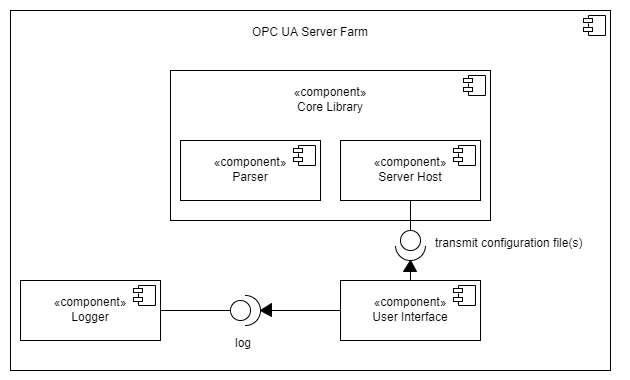 OPC UA Server Farm
«component»
Core Library
«component»
Parser
«component»
Server Host
transmit configuration file(s)
«component»
Logger
log
«component»
User Interface